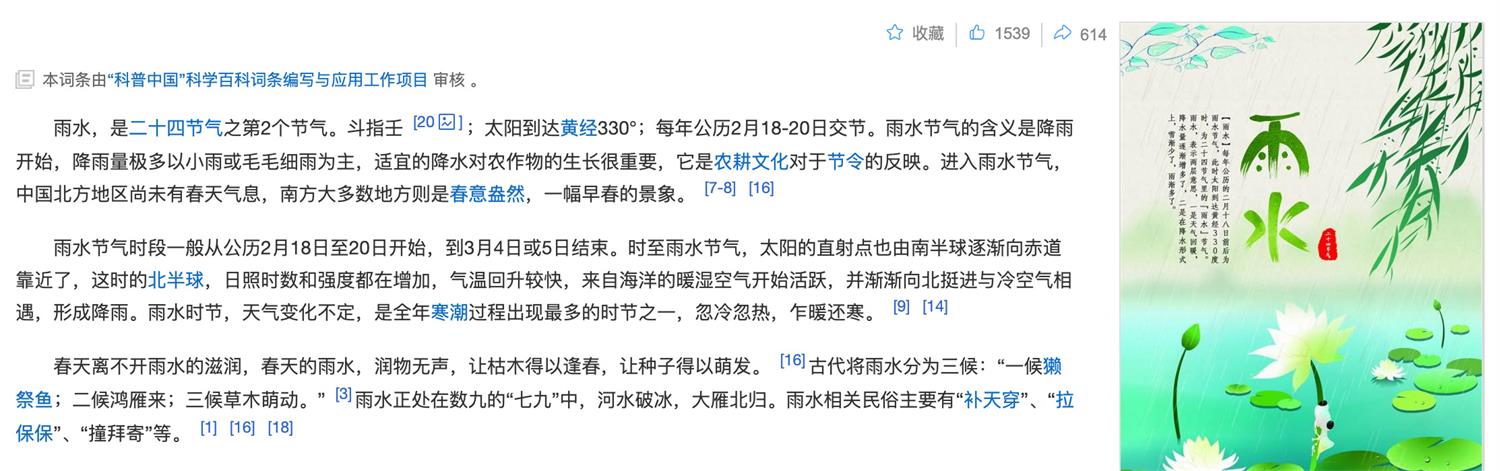 收藏 1539 614
本词条由“科普中国”科学百科词条编写与应用工作项目 审核 。
雨水，是二十四节气之第2个节气。斗指壬 [20]；太阳到达黄经330°；每年公历2月18-20日交节。雨水节气的含义是降雨
开始，降雨量极多以小雨或毛毛细雨为主，适宜的降水对农作物的生长很重要，它是农耕文化对于节令的反映。进入雨水节气，
中国北方地区尚未有春天气息，南方大多数地方则是春意盎然，一幅早春的景象。 [7-8] [16]
雨水节气时段一般从公历2月18日至20日开始，到3月4日或5日结束。时至雨水节气，太阳的直射点也由南半球逐渐向赤道
靠近了，这时的北半球，日照时数和强度都在增加，气温回升较快，来自海洋的暖湿空气开始活跃，并渐渐向北挺进与冷空气相
遇，形成降雨。雨水时节，天气变化不定，是全年寒潮过程出现最多的时节之一，忽冷忽热，乍暖还寒。 [9] [14]
春天离不开雨水的滋润，春天的雨水，润物无声，让枯木得以逢春，让种子得以萌发。 [16] 古代将雨水分为三候：“一候獭
祭鱼；二候鸿雁来；三候草木萌动。” [3] 雨水正处在数九的“七九”中，河水破冰，大雁北归。雨水相关民俗主要有“补天穿”、“拉
保保”、“撞拜寄”等。 [1] [16] [18]
雨水
二十四节气
【雨水】每年公历的二月十八日前后为
雨水节气，此时太阳到达黄经330度
时，为二十四节气里的「雨水」节气。
雨水，表示两层意思，一是天气回暖，
降水量逐渐增多了，二是在降水形式
上，雪渐少了，雨渐多了。